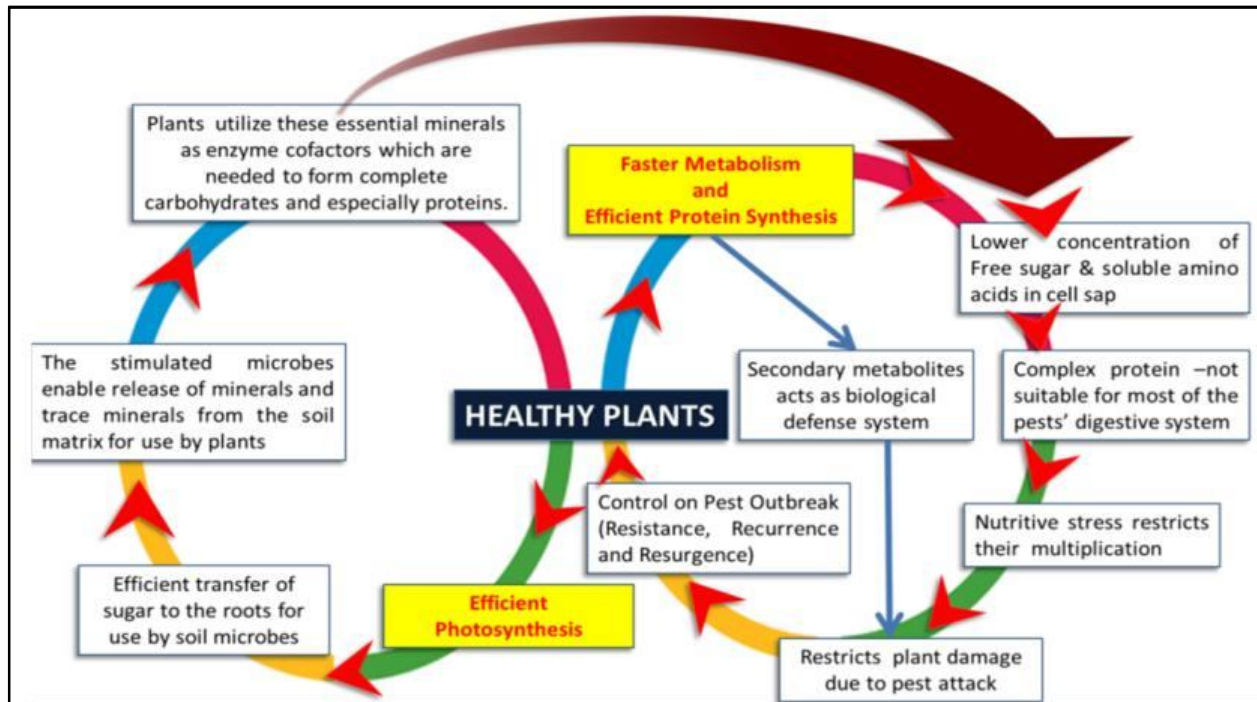 Plants utilize these essential minerals
as enzyme cofactors which are
needed to form complete
carbohydrates and especially proteins.
The stimulated microbes
enable release of minerals and
trace minerals from the soil
matrix for use by plants
Efficient transfer of
sugar to the roots for
use by soil microbes
Efficient
Photosynthesis
HEALTHY PLANTS
Faster Metabolism
and
Efficient Protein Synthesis
Secondary metabolites
acts as biological
defense system
Control on Pest Outbreak
(Resistance, Recurrence
and Resurgence)
Lower concentration of
Free sugar & soluble amino
acids in cell sap
Complex protein –not
suitable for most of the
pests’ digestive system
Nutritive stress restricts
their multiplication
Restricts plant damage
due to pest attack